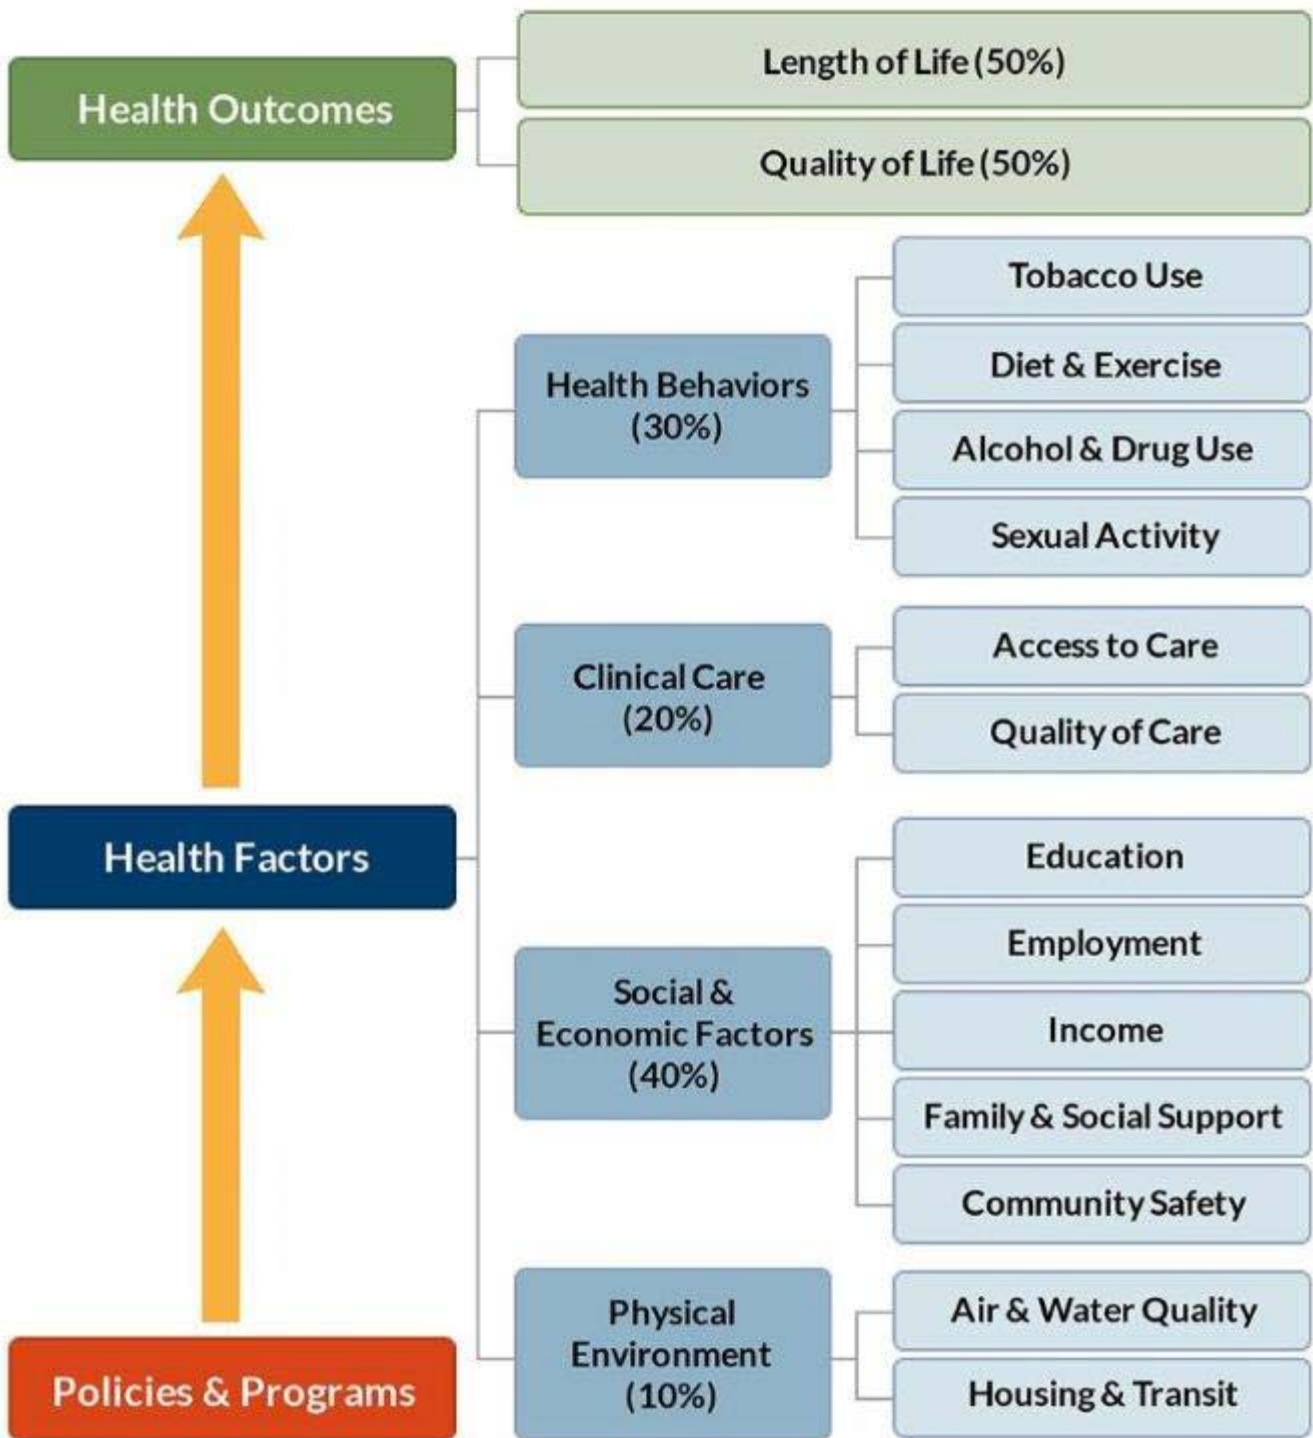 Health Outcomes
Length of Life (50%)
Quality of Life (50%)
Health Factors
Health Behaviors
(30%)
Tobacco Use
Diet & Exercise
Alcohol & Drug Use
Sexual Activity
Clinical Care
(20%)
Access to Care
Quality of Care
Social &
Economic Factors
(40%)
Education
Employment
Income
Family & Social Support
Community Safety
Physical
Environment
(10%)
Air & Water Quality
Housing & Transit
Policies & Programs